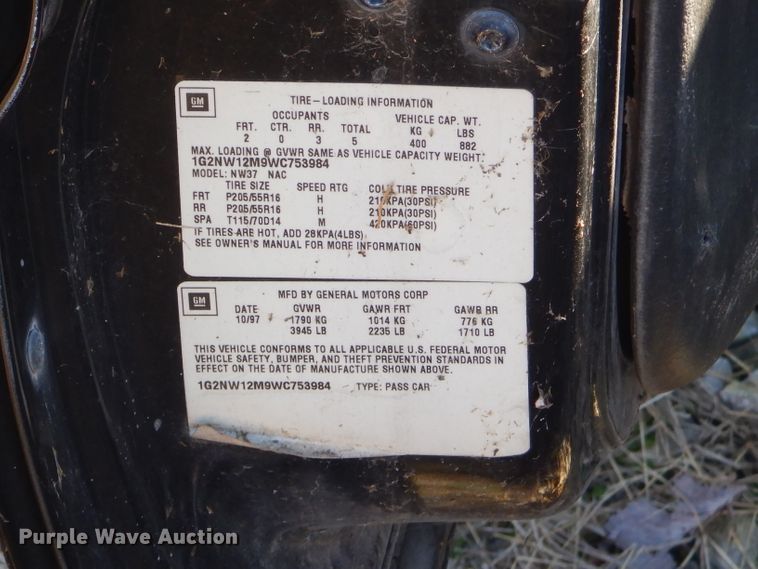 GM
TIRE-LOADING INFORMATION
OCCUPANTS VEHICLE CAP. WT.
FRT. CTR. RR. TOTAL KG LBS
2 0 3 5 400 882
MAX. LOADING @ GVWR SAME AS VEHICLE CAPACITY WEIGHT.
1G2NW12M9WC753984
MODEL: NW37 NAC
TIRE SIZE SPEED RTG COLD TIRE PRESSURE
FRT P205/55R16 H 210KPA(30PSI)
RR P205/55R16 H 210KPA(30PSI)
SPA T115/70D14 M 420KPA(60PSI)
IF TIRES ARE HOT, ADD 28KPA(4LBS)
SEE OWNER'S MANUAL FOR MORE INFORMATION
GM
MFD BY GENERAL MOTORS CORP
DATE GVWR GAWR FRT GAWR RR
10/97 1790 KG 1014 KG 776 KG
3945 LB 2235 LB 1710 LB
THIS VEHICLE CONFORMS TO ALL APPLICABLE U.S. FEDERAL MOTOR
VEHICLE SAFETY, BUMPER, AND THEFT PREVENTION STANDARDS IN
EFFECT ON THE DATE OF MANUFACTURE SHOWN ABOVE.
1G2NW12M9WC753984 TYPE: PASS CAR
Purple Wave Auction